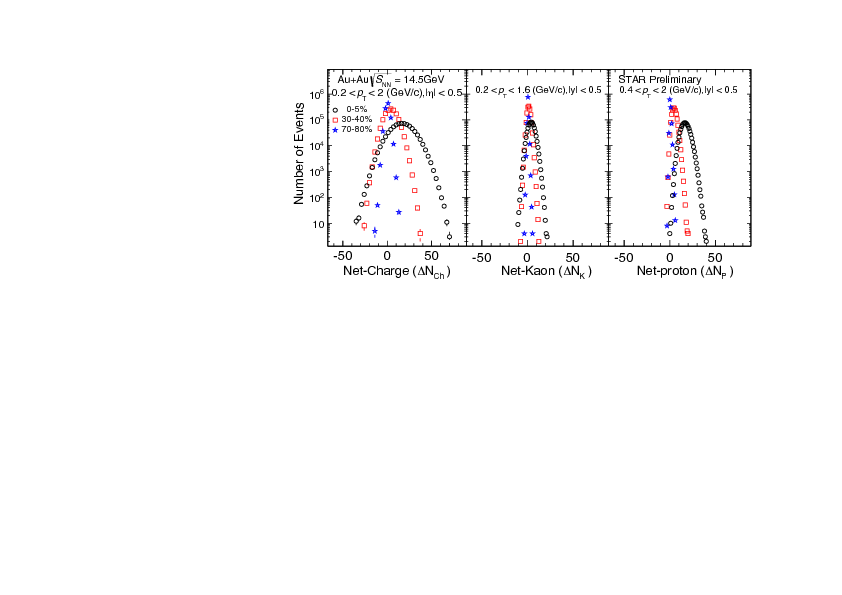 Au+Au √S_NN = 14.5GeV
0.2 < p_T < 2 (GeV/c),|η| < 0.5
0-5%
30-40%
70-80%
0.2 < p_T < 1.6 (GeV/c),|y| < 0.5
STAR Preliminary
0.4 < p_T < 2 (GeV/c),|y| < 0.5
Number of Events
10^6
10^5
10^4
10^3
10^2
10
-50 0 50
-50 0 50
-50 0 50
Net-Charge (ΔN_Ch)
Net-Kaon (ΔN_K)
Net-proton (ΔN_P)